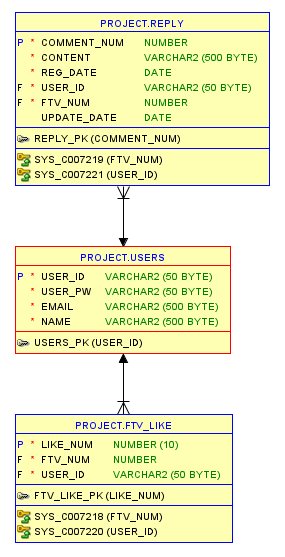 PROJECT.REPLY
P * COMMENT_NUM NUMBER
* CONTENT VARCHAR2 (500 BYTE)
* REG_DATE DATE
F * USER_ID VARCHAR2 (50 BYTE)
F * FTV_NUM NUMBER
UPDATE_DATE DATE
REPLY_PK (COMMENT_NUM)
SYS_C007219 (FTV_NUM)
SYS_C007221 (USER_ID)
PROJECT.USERS
P * USER_ID VARCHAR2 (50 BYTE)
* USER_PW VARCHAR2 (50 BYTE)
* EMAIL VARCHAR2 (500 BYTE)
* NAME VARCHAR2 (500 BYTE)
USERS_PK (USER_ID)
PROJECT.FTV_LIKE
P * LIKE_NUM NUMBER (10)
F * FTV_NUM NUMBER
F * USER_ID VARCHAR2 (50 BYTE)
FTV_LIKE_PK (LIKE_NUM)
SYS_C007218 (FTV_NUM)
SYS_C007220 (USER_ID)